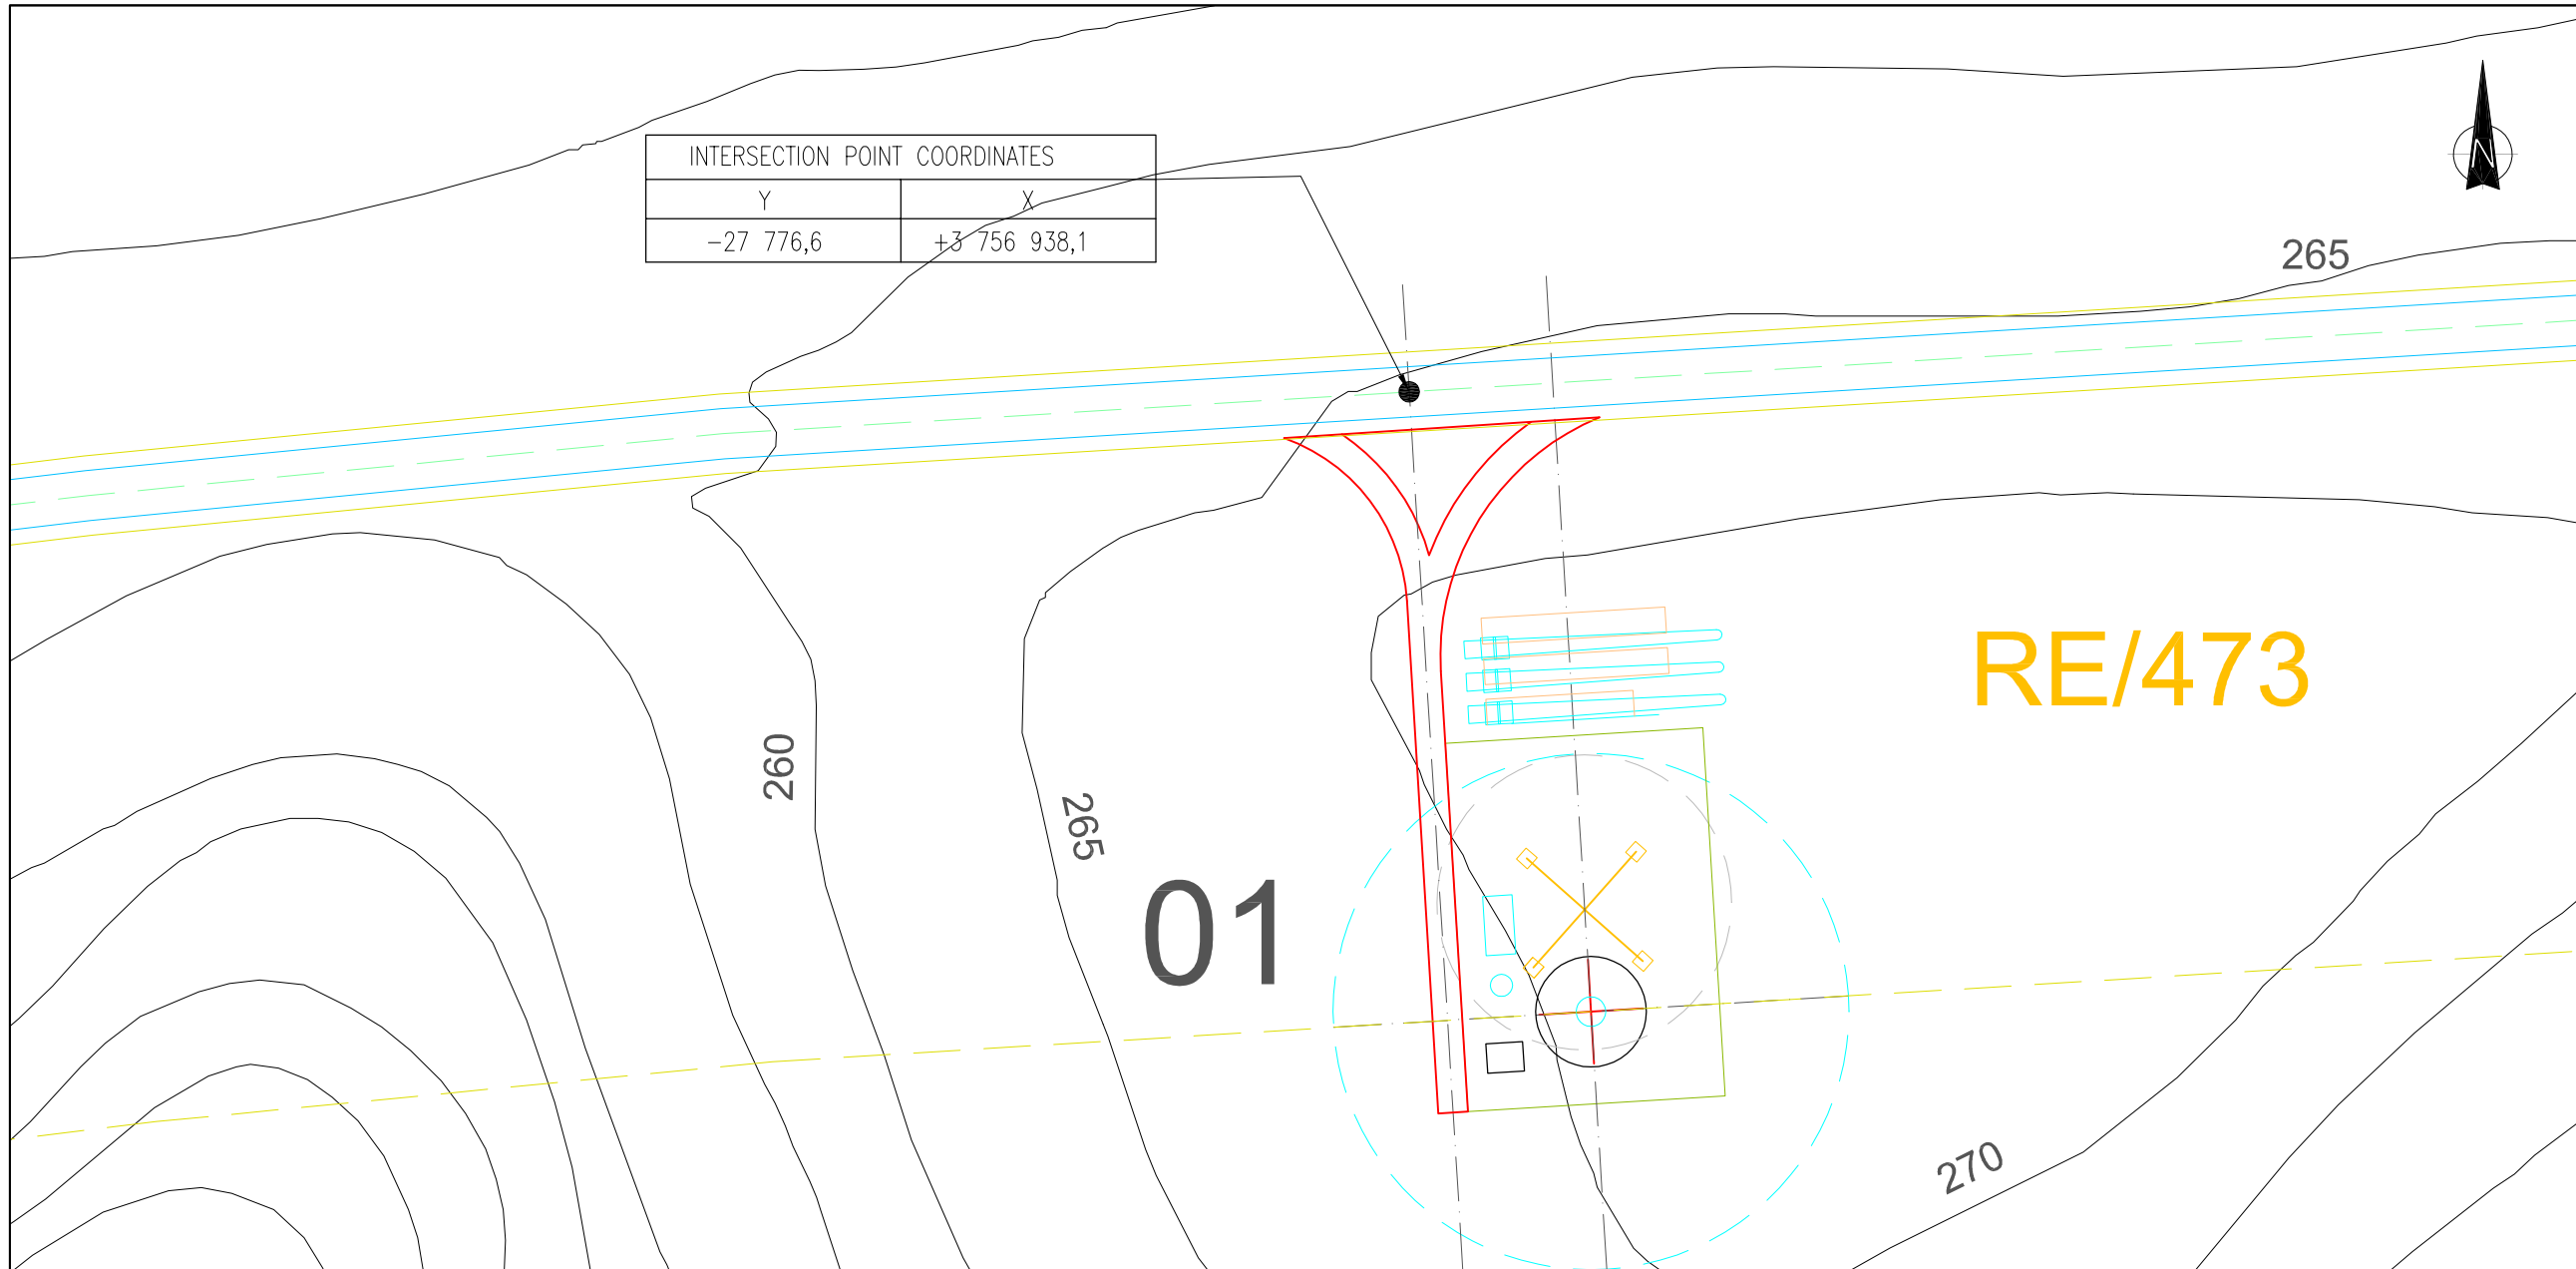 INTERSECTION POINT COORDINATES
Y X
-27 776,6 +3 756 938,1
N
265
RE/473
260
265
01
270